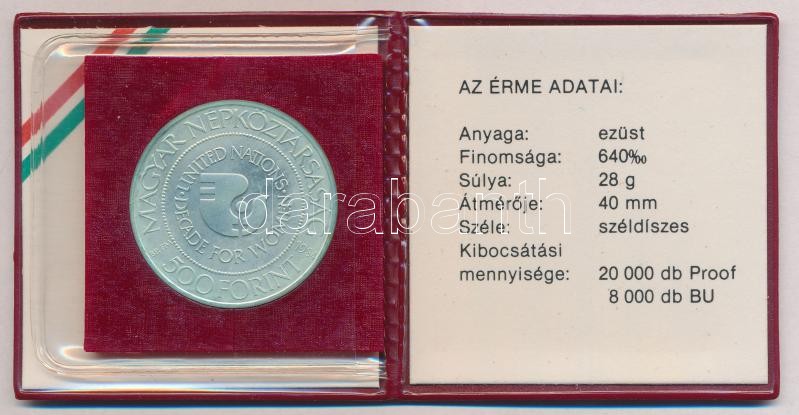 MAGYAR NÉPKÖZTÁRSASÁG
UNITED NATIONS
DECADE FOR WOMEN
500 FORINT
AZ ÉRME ADATAI:
Anyaga: ezüst
Finomsága: 640‰
Súlya: 28 g
Átmérője: 40 mm
Széle: széldíszes
Kibocsátási
mennyisége: 20 000 db Proof
8 000 db BU
darabanth